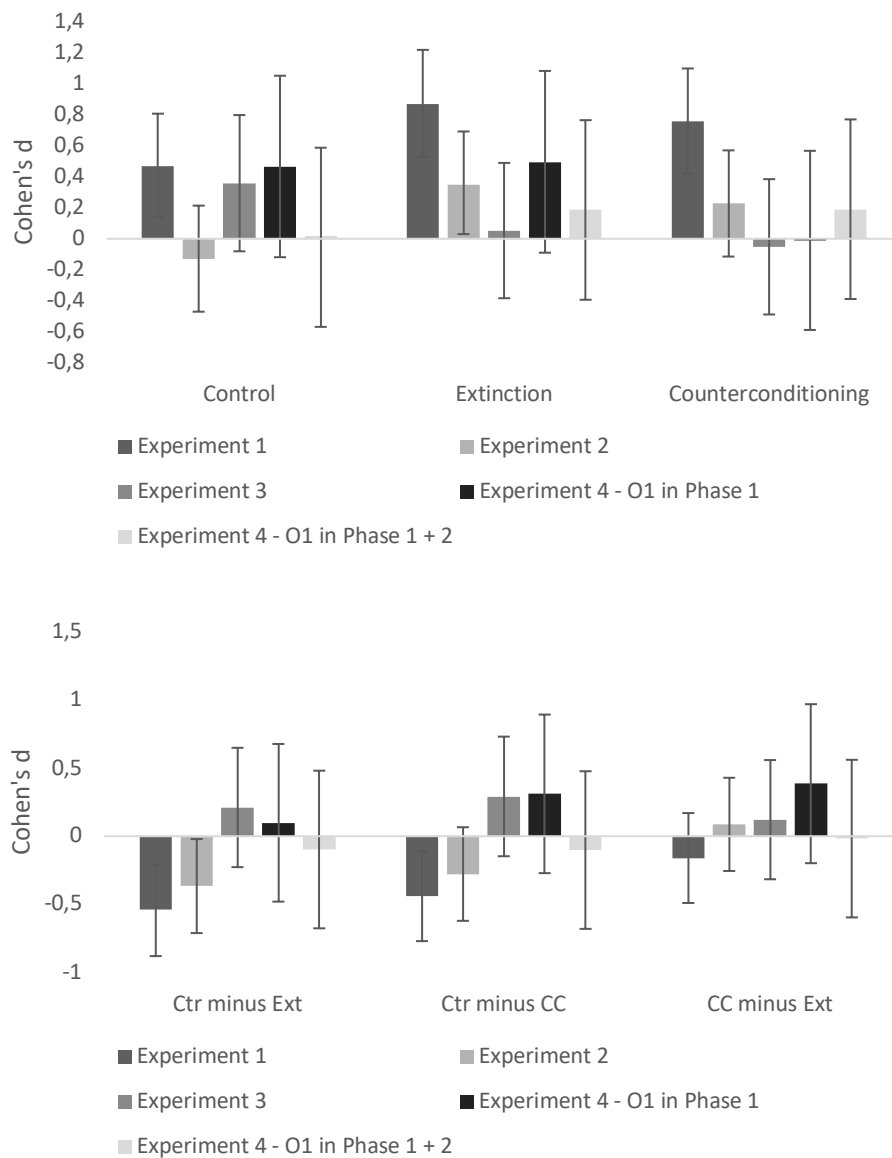 1,4
1,2
1
0,8
0,6
0,4
0,2
0
-0,2
-0,4
-0,6
-0,8
Cohen's d
Control Extinction Counterconditioning
Experiment 1 Experiment 2
Experiment 3 Experiment 4 - O1 in Phase 1
Experiment 4 - O1 in Phase 1 + 2
1,5
1
0,5
0
-0,5
-1
Cohen's d
Ctr minus Ext Ctr minus CC CC minus Ext
Experiment 1 Experiment 2
Experiment 3 Experiment 4 - O1 in Phase 1
Experiment 4 - O1 in Phase 1 + 2